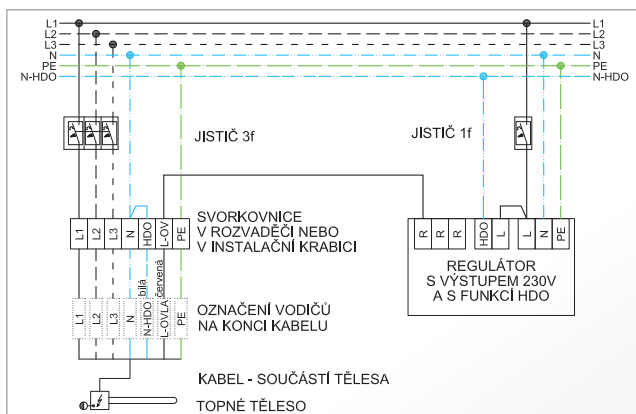 L1 L1
L2 L2
L3 L3
N N
PE PE
N-HDO N-HDO
JISTIČ 3f JISTIČ 1f
L1 L2 L3 N HDO L-OV PE
SVORKOVNICE
V ROZVADĚČI NEBO
V INSTALAČNÍ KRABICI
R R R HDO L L N PE
REGULÁTOR
S VÝSTUPEM 230V
A S FUNKCÍ HDO
bílá červená
L1 L2 L3 N N-HDO L-OVLA PE
OZNAČENÍ VODIČŮ
NA KONCI KABELU
KABEL - SOUČÁSTÍ TĚLESA
TOPNÉ TĚLESO